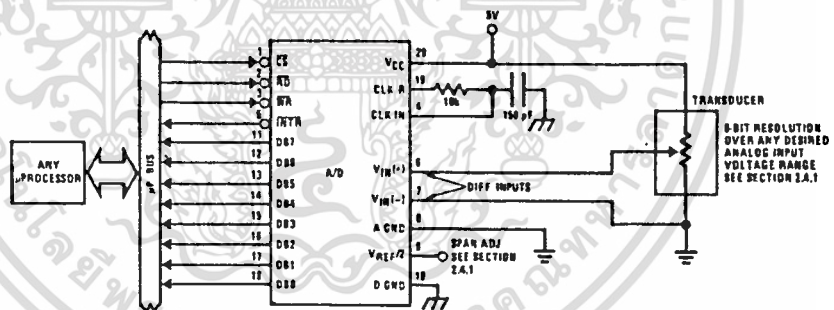 5V
1
CS
2
RD
3
WR
5
INTR
11
DB7
12
DB6
13
DB5
14
DB4
15
DB3
16
DB2
17
DB1
18
DB0
ANY
µPROCESSOR
µP BUS
A/D
20
VCC
19
CLK R
10k
4
CLK IN
150 pF
6
VIN(+)
7
VIN(–)
DIFF INPUTS
8
A GND
9
VREF/2
SPAN ADJ
SEE SECTION
2.4.1
10
D GND
TRANSDUCER
8-BIT RESOLUTION
OVER ANY DESIRED
ANALOG INPUT
VOLTAGE RANGE
SEE SECTION 2.4.1